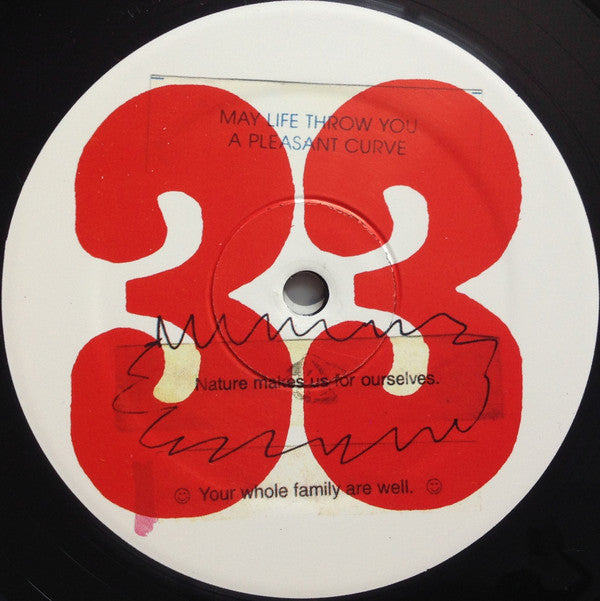 33
MAY LIFE THROW YOU
A PLEASANT CURVE
Nature makes us for ourselves.
☺ Your whole family are well. ☺